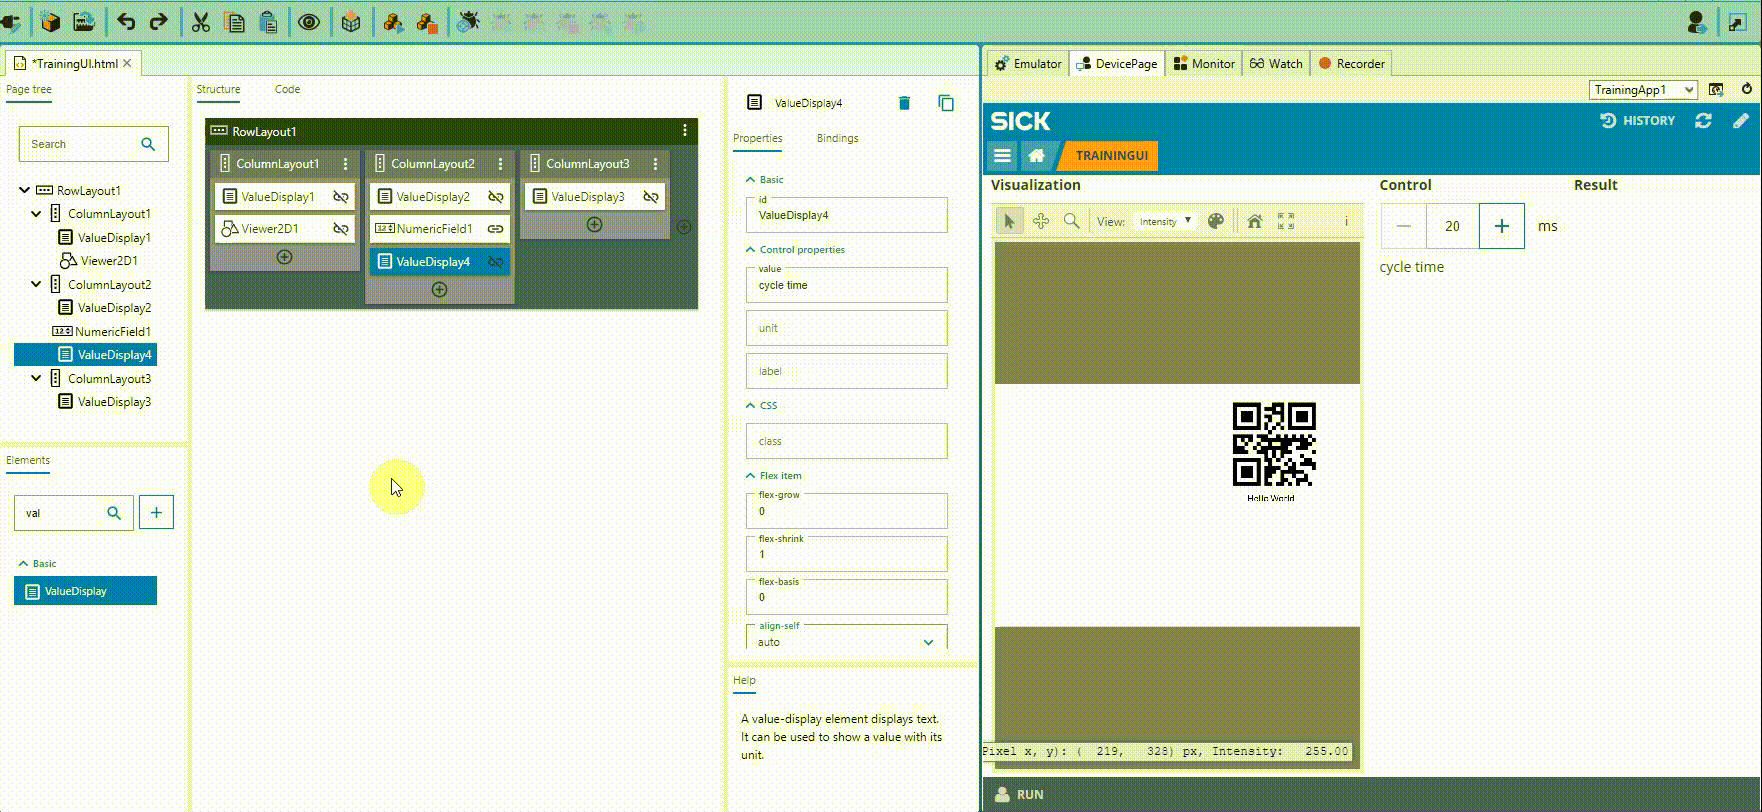 *TrainingUI.html
Page tree
Search
RowLayout1
ColumnLayout1
ValueDisplay1
Viewer2D1
ColumnLayout2
ValueDisplay2
NumericField1
ValueDisplay4
ColumnLayout3
ValueDisplay3
Elements
val
Basic
ValueDisplay
Structure
Code
RowLayout1
ColumnLayout1
ColumnLayout2
ColumnLayout3
ValueDisplay1
ValueDisplay2
ValueDisplay3
Viewer2D1
NumericField1
ValueDisplay4
ValueDisplay4
Properties
Bindings
Basic
id
ValueDisplay4
Control properties
value
cycle time
unit
label
CSS
class
Flex item
flex-grow
0
flex-shrink
1
flex-basis
0
align-self
auto
Help
A value-display element displays text.
It can be used to show a value with its
unit.
Emulator
DevicePage
Monitor
Watch
Recorder
TrainingApp1
SICK
HISTORY
TRAININGUI
Visualization
Control
Result
View: Intensity
i
20
ms
cycle time
Hello World
Pixel x, y): ( 219, 328) px, Intensity: 255.00
RUN